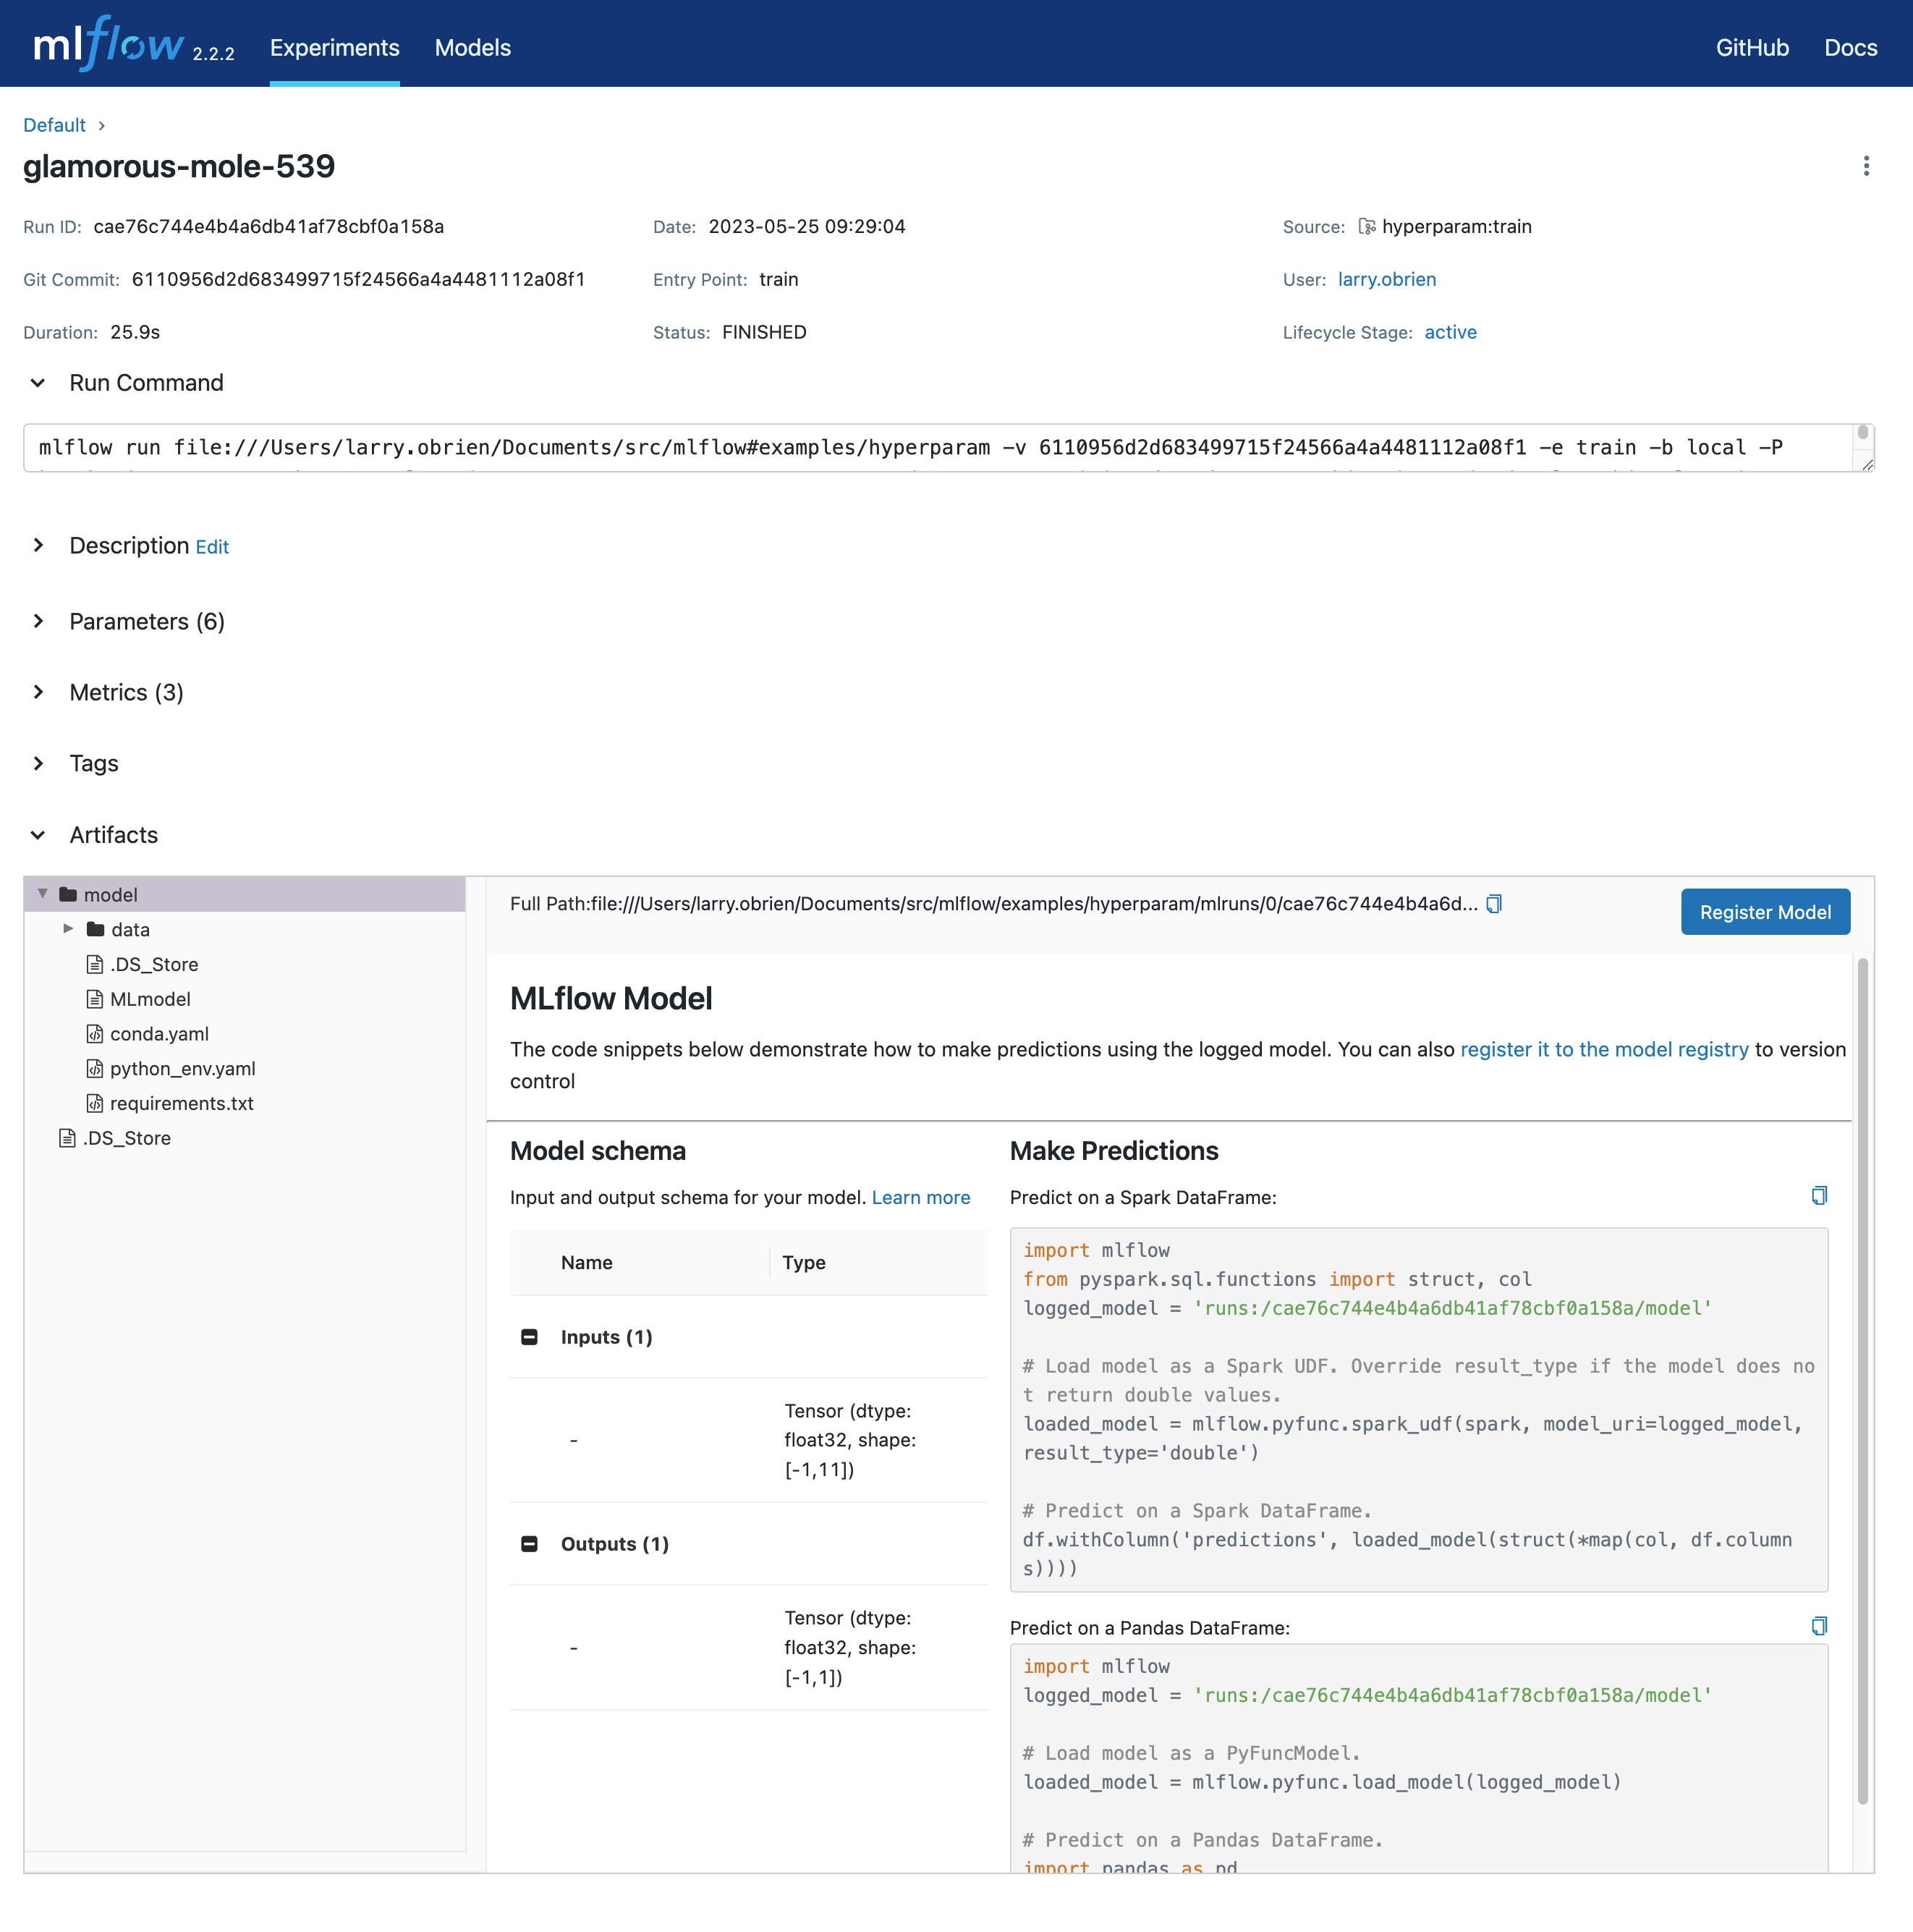 mlflow 2.2.2 Experiments Models GitHub Docs
Default ›
glamorous-mole-539
Run ID: cae76c744e4b4a6db41af78cbf0a158a Date: 2023-05-25 09:29:04 Source: hyperparam:train
Git Commit: 6110956d2d683499715f24566a4a4481112a08f1 Entry Point: train User: larry.obrien
Duration: 25.9s Status: FINISHED Lifecycle Stage: active
Run Command
mlflow run file:///Users/larry.obrien/Documents/src/mlflow#examples/hyperparam -v 6110956d2d683499715f24566a4a4481112a08f1 -e train -b local -P
Description Edit
Parameters (6)
Metrics (3)
Tags
Artifacts
model
data
.DS_Store
MLmodel
conda.yaml
python_env.yaml
requirements.txt
.DS_Store
Full Path:file:///Users/larry.obrien/Documents/src/mlflow/examples/hyperparam/mlruns/0/cae76c744e4b4a6d...
Register Model
MLflow Model
The code snippets below demonstrate how to make predictions using the logged model. You can also register it to the model registry to version
control
Model schema
Input and output schema for your model. Learn more
Name Type
Inputs (1)
Tensor (dtype:
- float32, shape:
[-1,11])
Outputs (1)
Tensor (dtype:
- float32, shape:
[-1,1])
Make Predictions
Predict on a Spark DataFrame:
import mlflow
from pyspark.sql.functions import struct, col
logged_model = 'runs:/cae76c744e4b4a6db41af78cbf0a158a/model'
# Load model as a Spark UDF. Override result_type if the model does no
t return double values.
loaded_model = mlflow.pyfunc.spark_udf(spark, model_uri=logged_model,
result_type='double')
# Predict on a Spark DataFrame.
df.withColumn('predictions', loaded_model(struct(*map(col, df.column
s))))
Predict on a Pandas DataFrame:
import mlflow
logged_model = 'runs:/cae76c744e4b4a6db41af78cbf0a158a/model'
# Load model as a PyFuncModel.
loaded_model = mlflow.pyfunc.load_model(logged_model)
# Predict on a Pandas DataFrame.
import pandas as pd